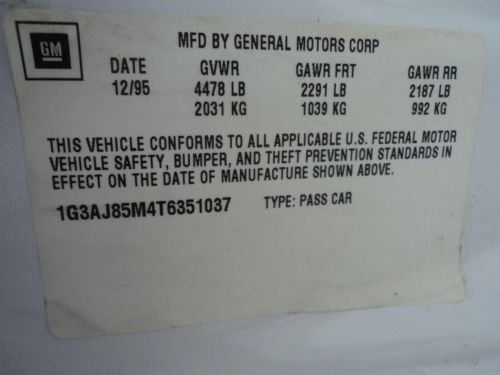 GM
MFD BY GENERAL MOTORS CORP
DATE GVWR GAWR FRT GAWR RR
12/95 4478 LB 2291 LB 2187 LB
2031 KG 1039 KG 992 KG
THIS VEHICLE CONFORMS TO ALL APPLICABLE U.S. FEDERAL MOTOR
VEHICLE SAFETY, BUMPER, AND THEFT PREVENTION STANDARDS IN
EFFECT ON THE DATE OF MANUFACTURE SHOWN ABOVE.
1G3AJ85M4T6351037 TYPE: PASS CAR